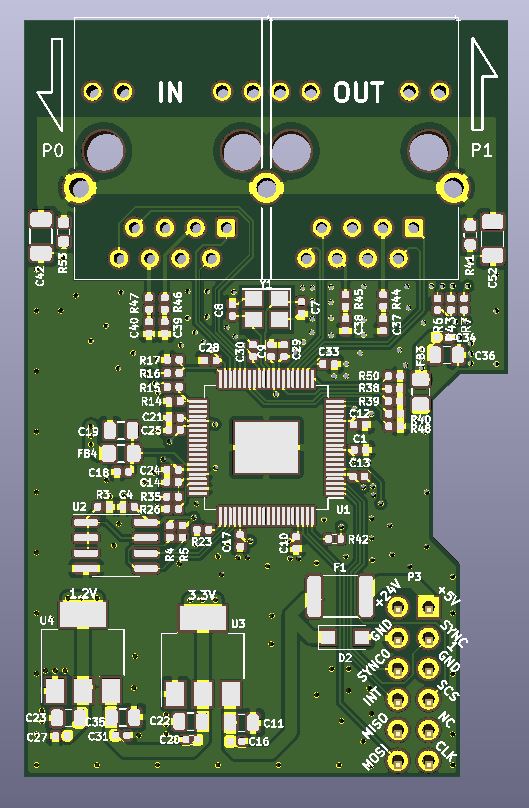 IN OUT
P0 P1
C42 R53 R41 C52
R47 R46 C8 Y1 C7 R45 R44
C40 C39 C38 C37
R6 R7
C34
R17 C28 C30 C9 C29 C33 FB3 C36
R16 R50
R15 R38
R14 R39
C21 C12 R40
C19 C25 R48
FB4 C1
C18 C24 C13
C14
R3 C4 R35
U2 R26 U1
R4 R5 R23 C17 C10 R42
F1 P3
1.2V 3.3V +24V +5V
U4 U3 GND SYNC
D2
SYNCO GND
INT SCS
C23 C35 C22 C11 MISO NC
C27 C31 C20 C16 MOSI CLK